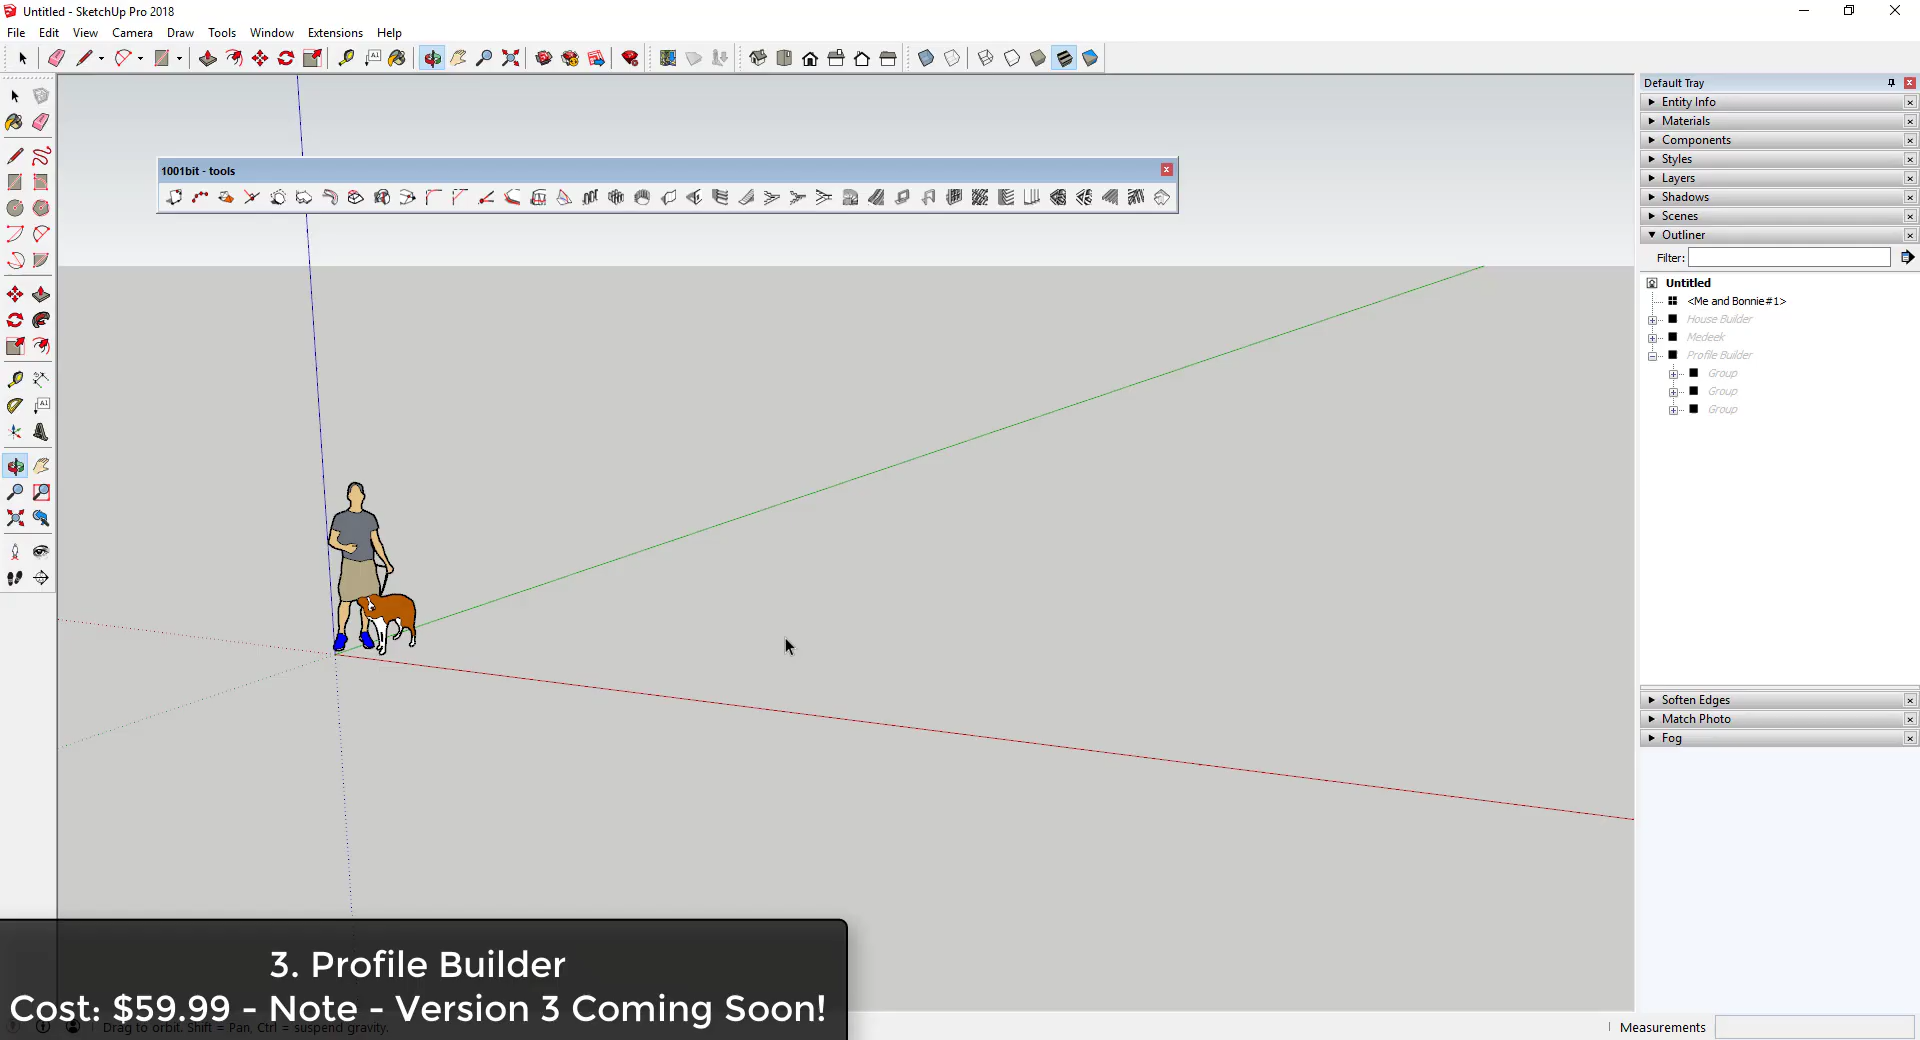 Untitled - SketchUp Pro 2018
File Edit View Camera Draw Tools Window Extensions Help
1001bit - tools
Default Tray
Entity Info
Materials
Components
Styles
Layers
Shadows
Scenes
Outliner
Filter:
Untitled
<Me and Bonnie#1>
House Builder
Medeek
Profile Builder
Group
Group
Group
Soften Edges
Match Photo
Fog
3. Profile Builder
Cost: $59.99 - Note - Version 3 Coming Soon!
Drag to orbit. Shift = Pan, Ctrl = suspend gravity.
Measurements